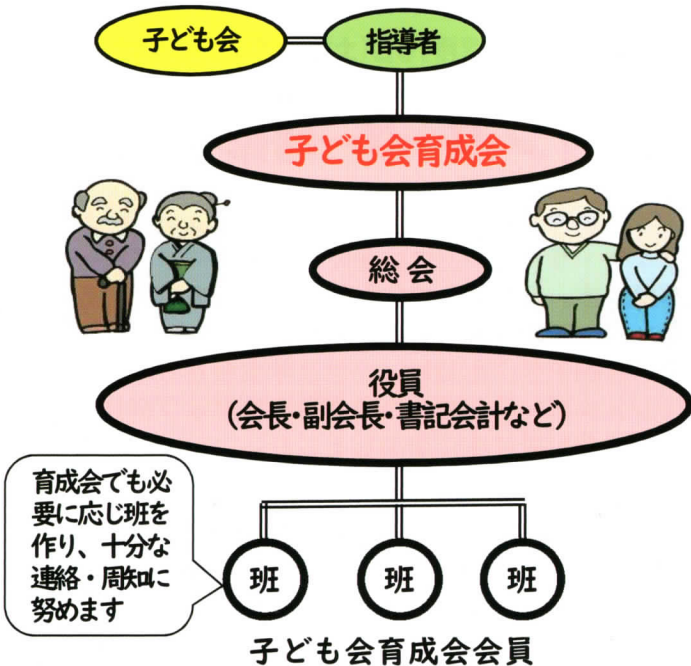 子ども会
指導者
子ども会育成会
総会
役員
(会長・副会長・書記会計など)
育成会でも必
要に応じ班を
作り、十分な
連絡・周知に
努めます
班
班
班
子ども会育成会会員